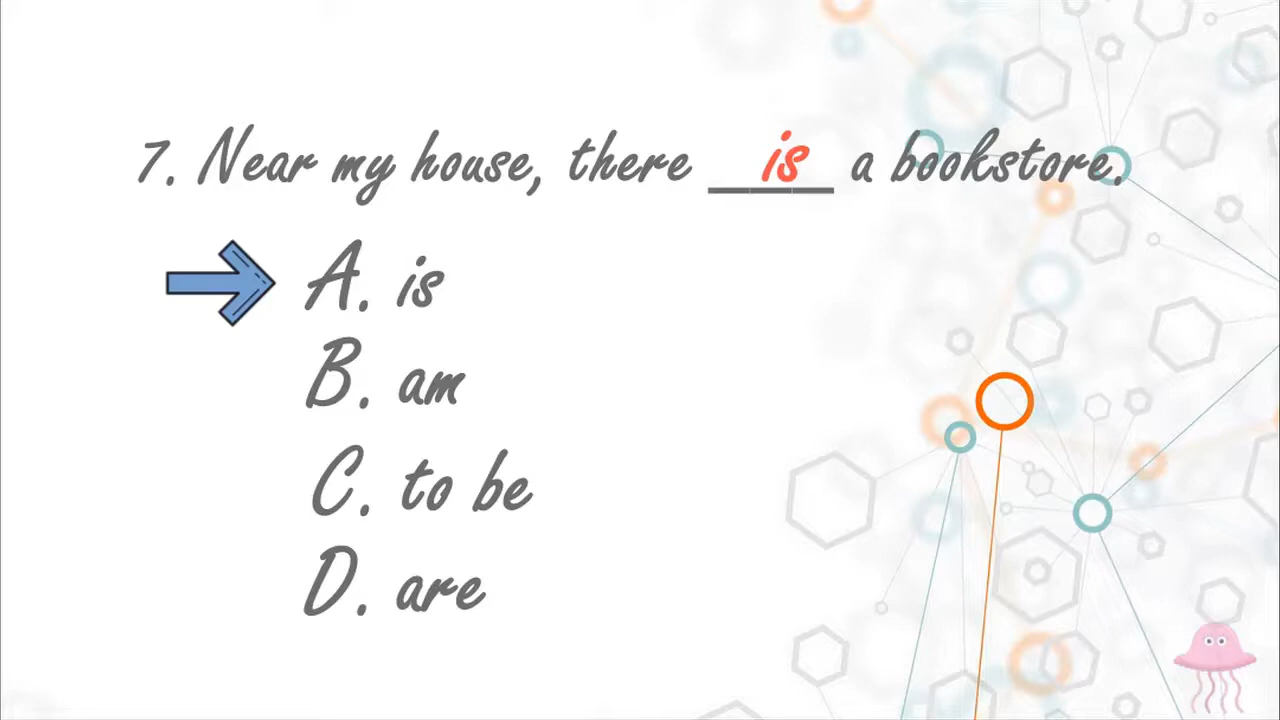 7. Near my house, there is a bookstore.
A. is
B. am
C. to be
D. are